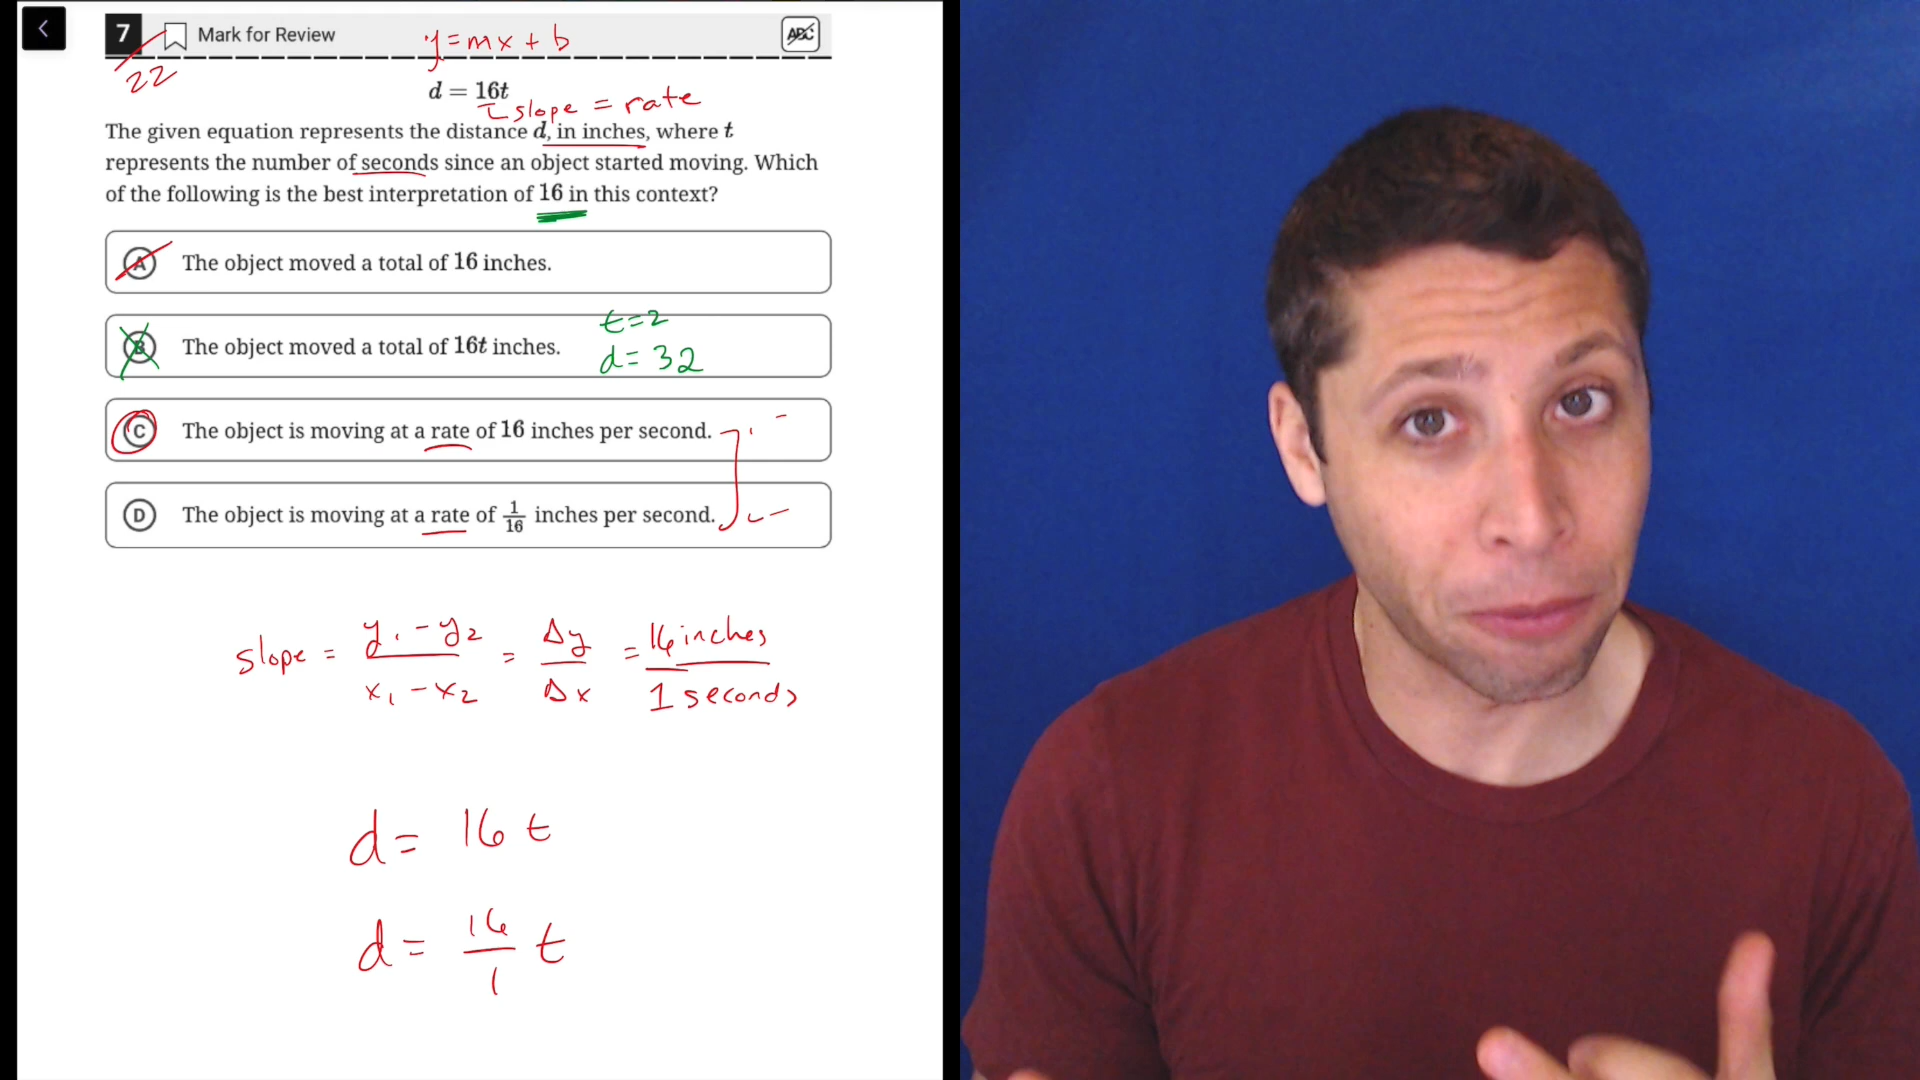 7 Mark for Review y = mx + b ABC
22
d = 16t
slope = rate
The given equation represents the distance d, in inches, where t
represents the number of seconds since an object started moving. Which
of the following is the best interpretation of 16 in this context?
A The object moved a total of 16 inches.
t = 2
B The object moved a total of 16t inches.
d = 32
C The object is moving at a rate of 16 inches per second.
D The object is moving at a rate of 1/16 inches per second.
slope = y1 - y2 / x1 - x2 = Δy / Δx = 16 inches / 1 seconds
d = 16 t
d = 16/1 t